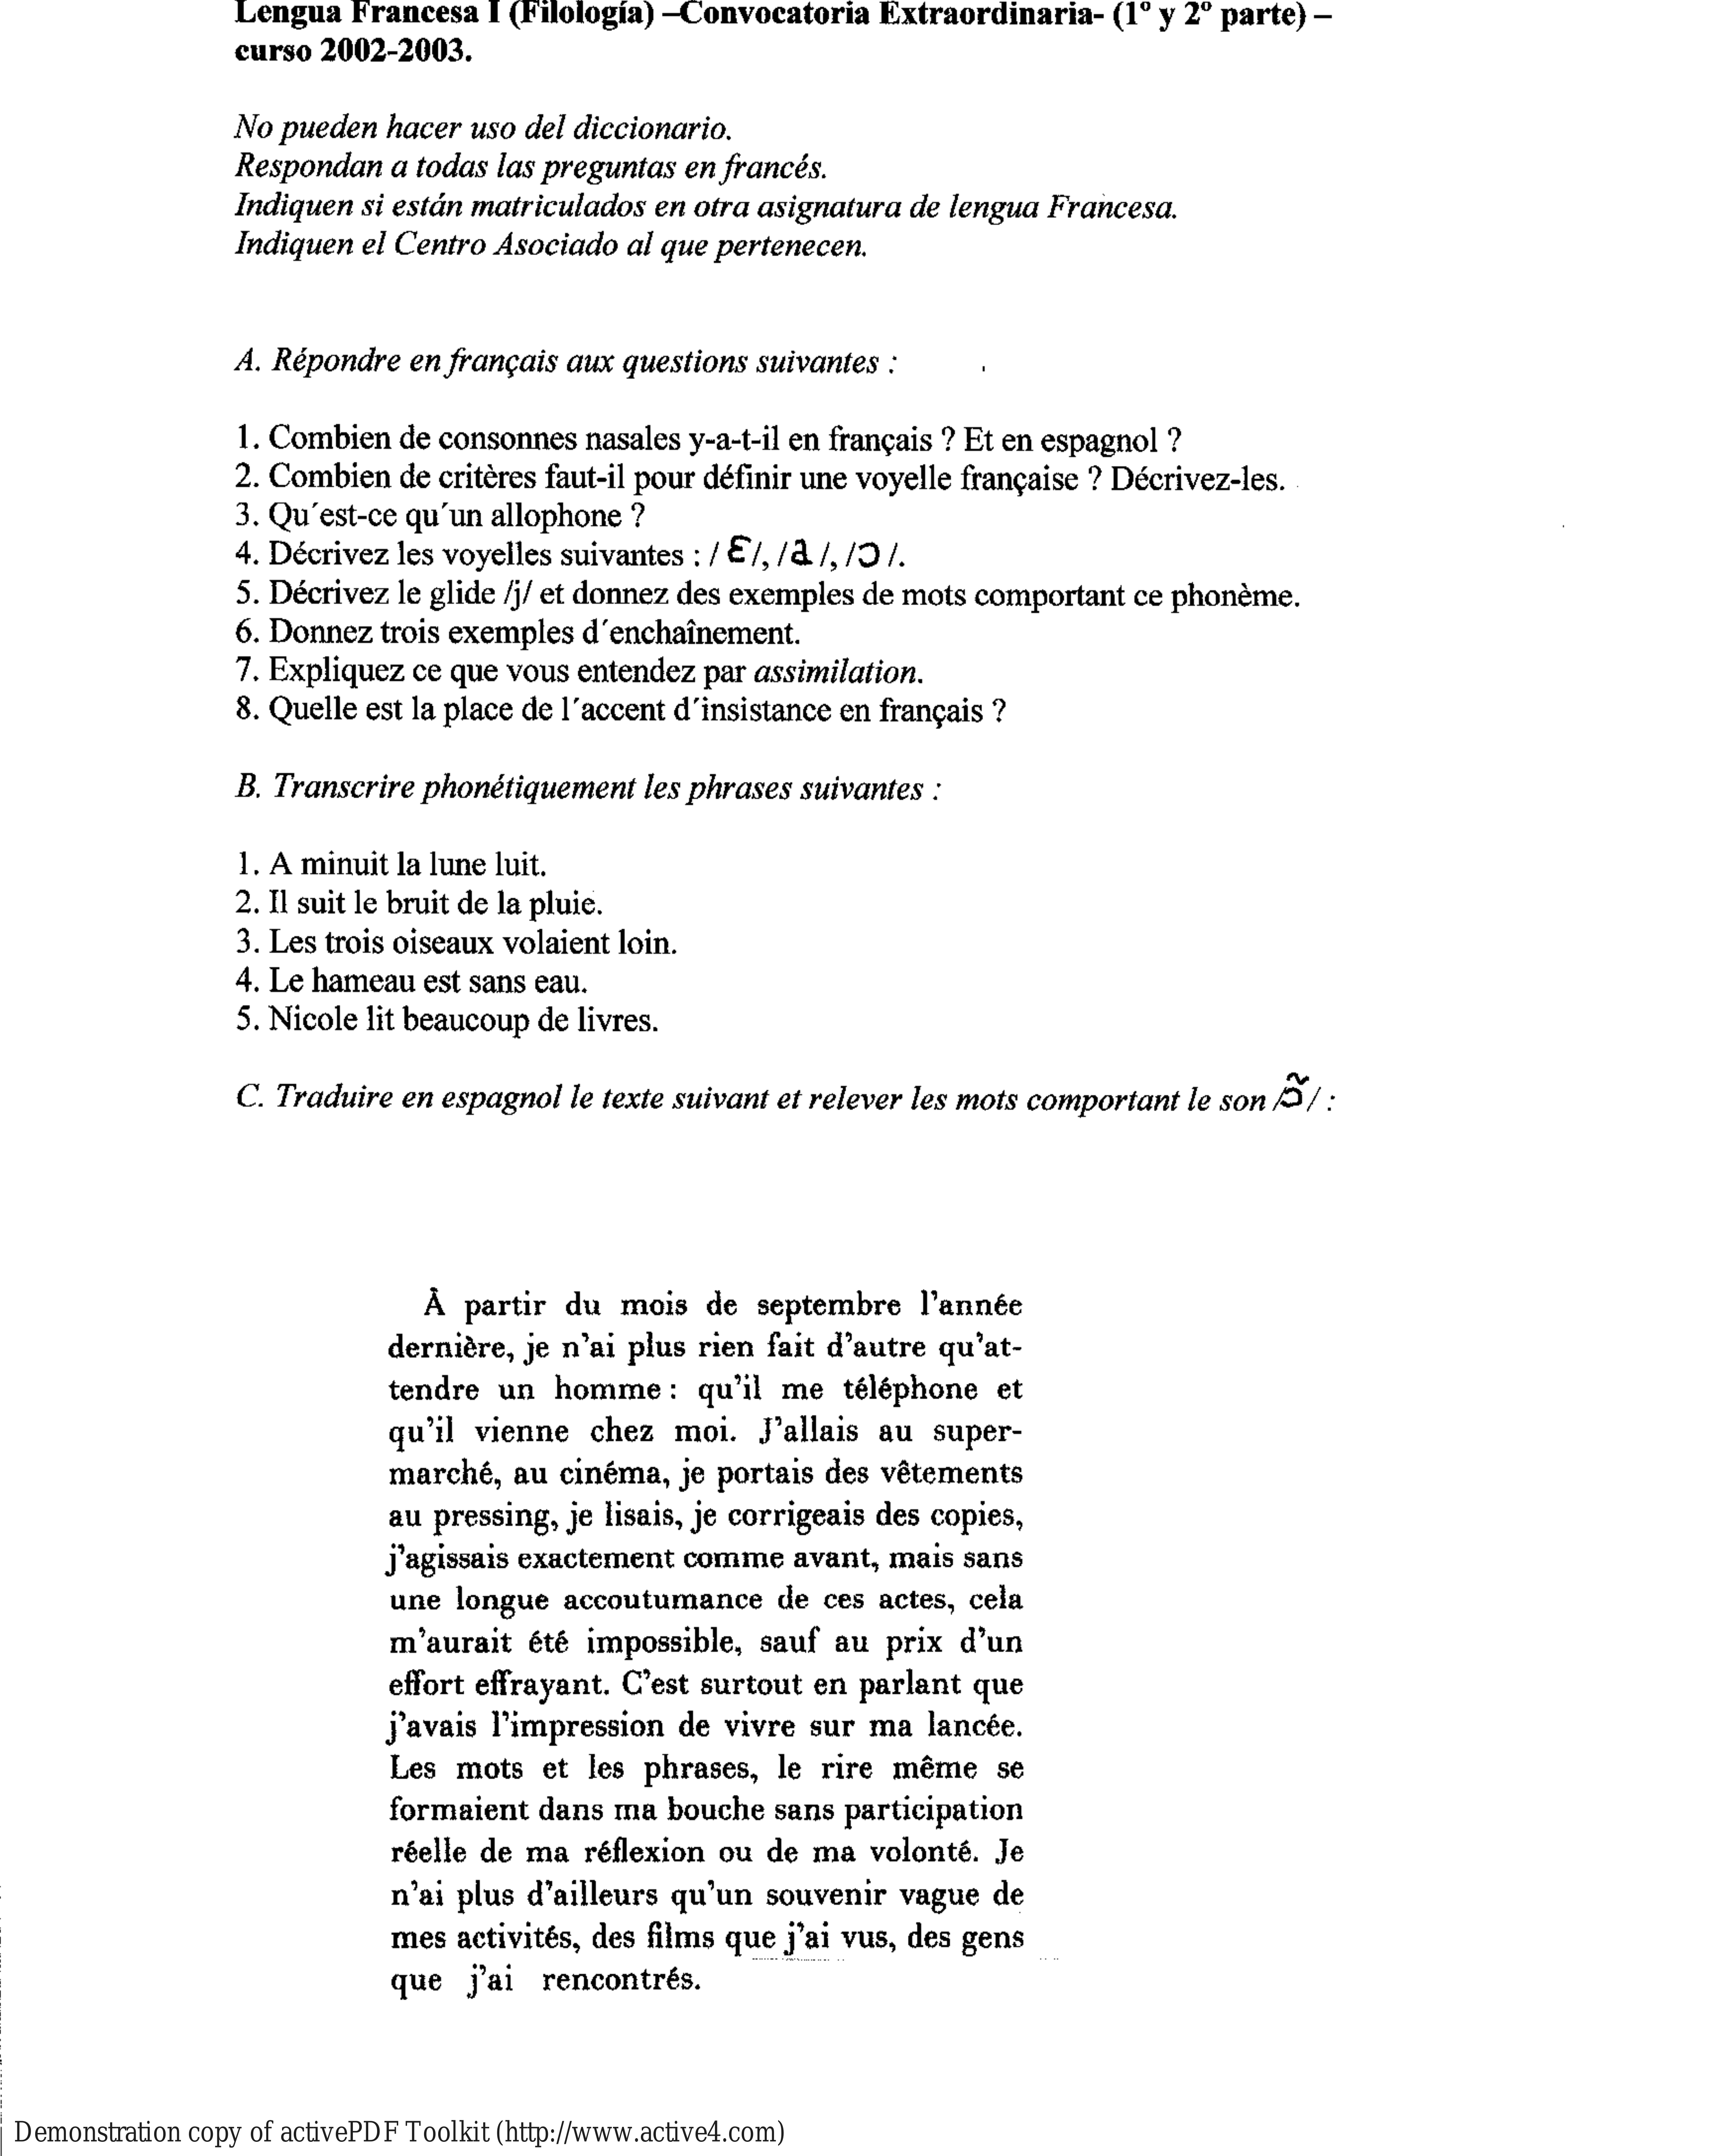 Lengua Francesa I (Filología) –Convocatoria Extraordinaria- (1º y 2º parte) –
curso 2002-2003.
No pueden hacer uso del diccionario.
Respondan a todas las preguntas en francés.
Indiquen si están matriculados en otra asignatura de lengua Francesa.
Indiquen el Centro Asociado al que pertenecen.
A. Répondre en français aux questions suivantes :
1. Combien de consonnes nasales y-a-t-il en français ? Et en espagnol ?
2. Combien de critères faut-il pour définir une voyelle française ? Décrivez-les.
3. Qu´est-ce qu´un allophone ?
4. Décrivez les voyelles suivantes : / ɛ/, /a /, /ɔ /.
5. Décrivez le glide /j/ et donnez des exemples de mots comportant ce phonème.
6. Donnez trois exemples d´enchaînement.
7. Expliquez ce que vous entendez par assimilation.
8. Quelle est la place de l´accent d´insistance en français ?
B. Transcrire phonétiquement les phrases suivantes :
1. A minuit la lune luit.
2. Il suit le bruit de la pluie.
3. Les trois oiseaux volaient loin.
4. Le hameau est sans eau.
5. Nicole lit beaucoup de livres.
C. Traduire en espagnol le texte suivant et relever les mots comportant le son /ɔ̃/ :
À partir du mois de septembre l'année
dernière, je n'ai plus rien fait d'autre qu'at-
tendre un homme : qu'il me téléphone et
qu'il vienne chez moi. J'allais au super-
marché, au cinéma, je portais des vêtements
au pressing, je lisais, je corrigeais des copies,
j'agissais exactement comme avant, mais sans
une longue accoutumance de ces actes, cela
m'aurait été impossible, sauf au prix d'un
effort effrayant. C'est surtout en parlant que
j'avais l'impression de vivre sur ma lancée.
Les mots et les phrases, le rire même se
formaient dans ma bouche sans participation
réelle de ma réflexion ou de ma volonté. Je
n'ai plus d'ailleurs qu'un souvenir vague de
mes activités, des films que j'ai vus, des gens
que j'ai rencontrés.
Demonstration copy of activePDF Toolkit (http://www.active4.com)